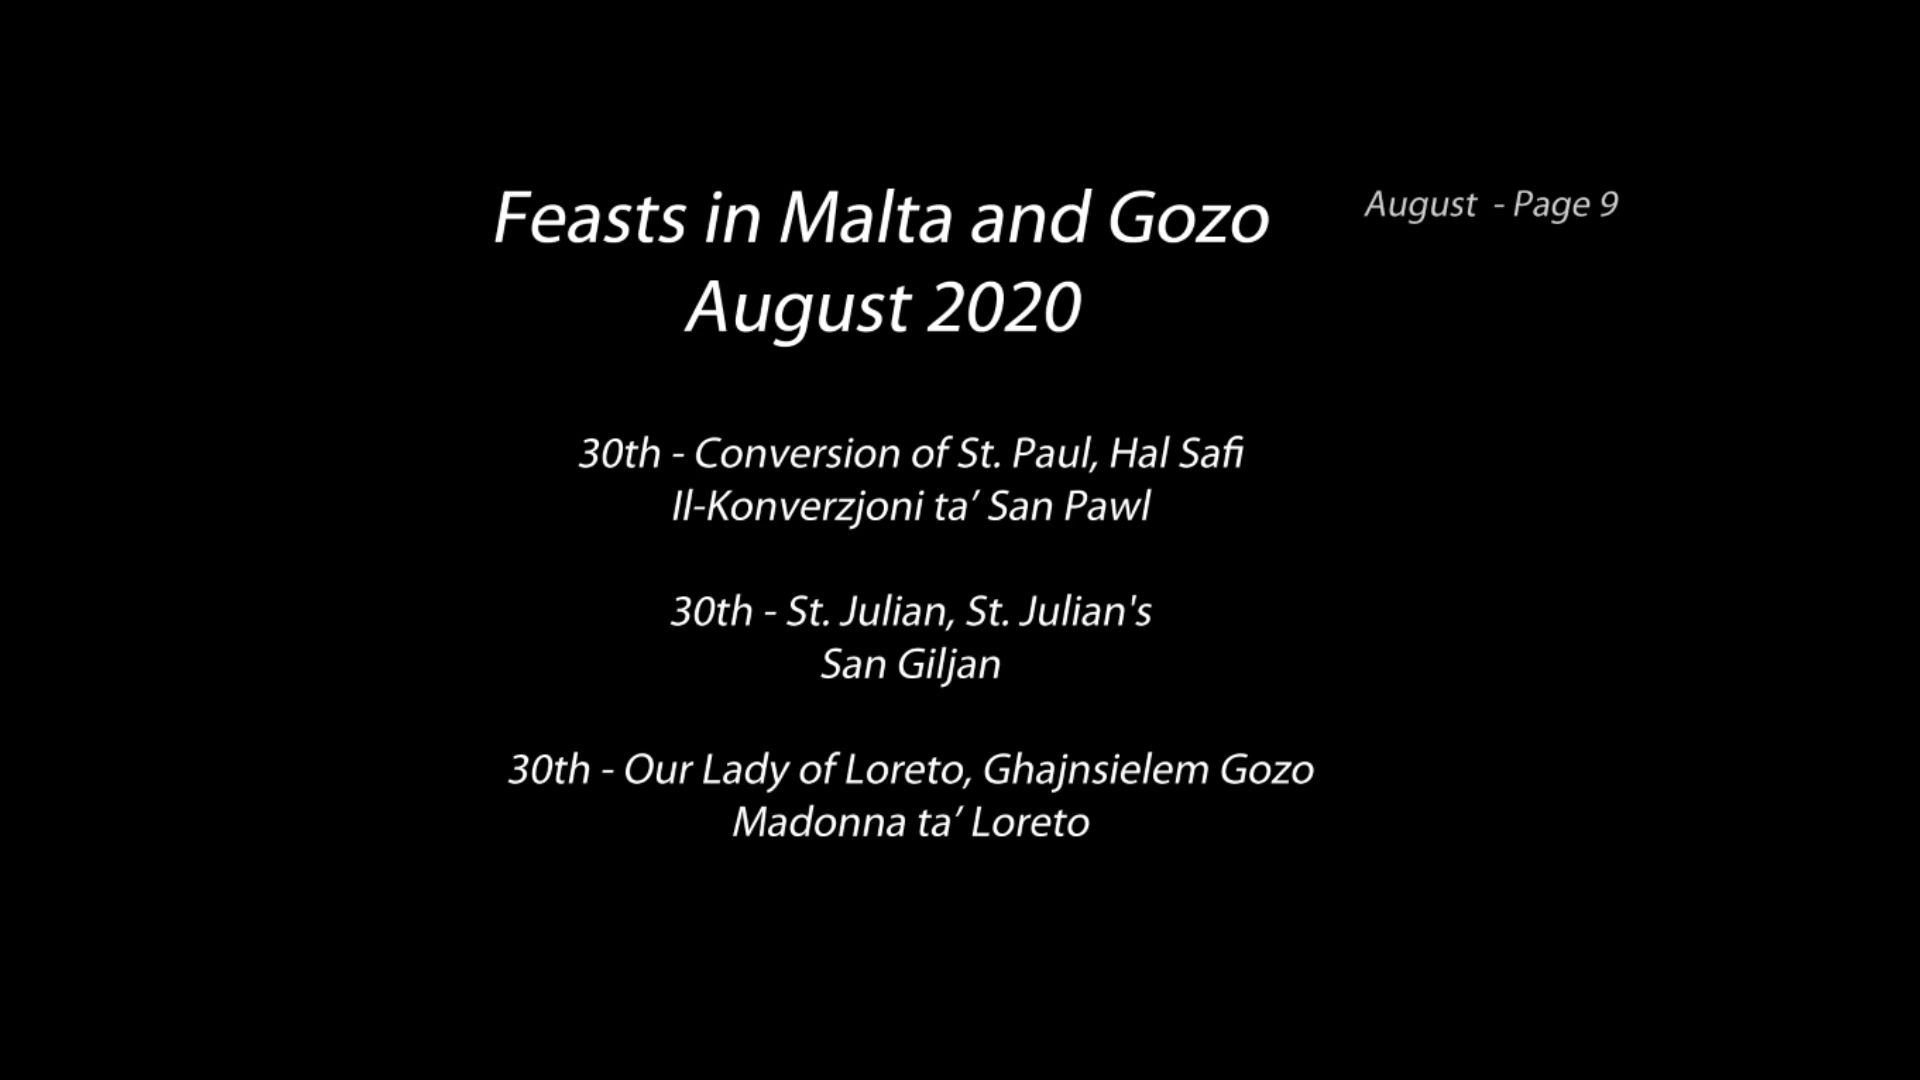 Feasts in Malta and Gozo
August 2020
August - Page 9
30th - Conversion of St. Paul, Hal Safi
Il-Konverzjoni ta’ San Pawl
30th - St. Julian, St. Julian's
San Giljan
30th - Our Lady of Loreto, Ghajnsielem Gozo
Madonna ta’ Loreto